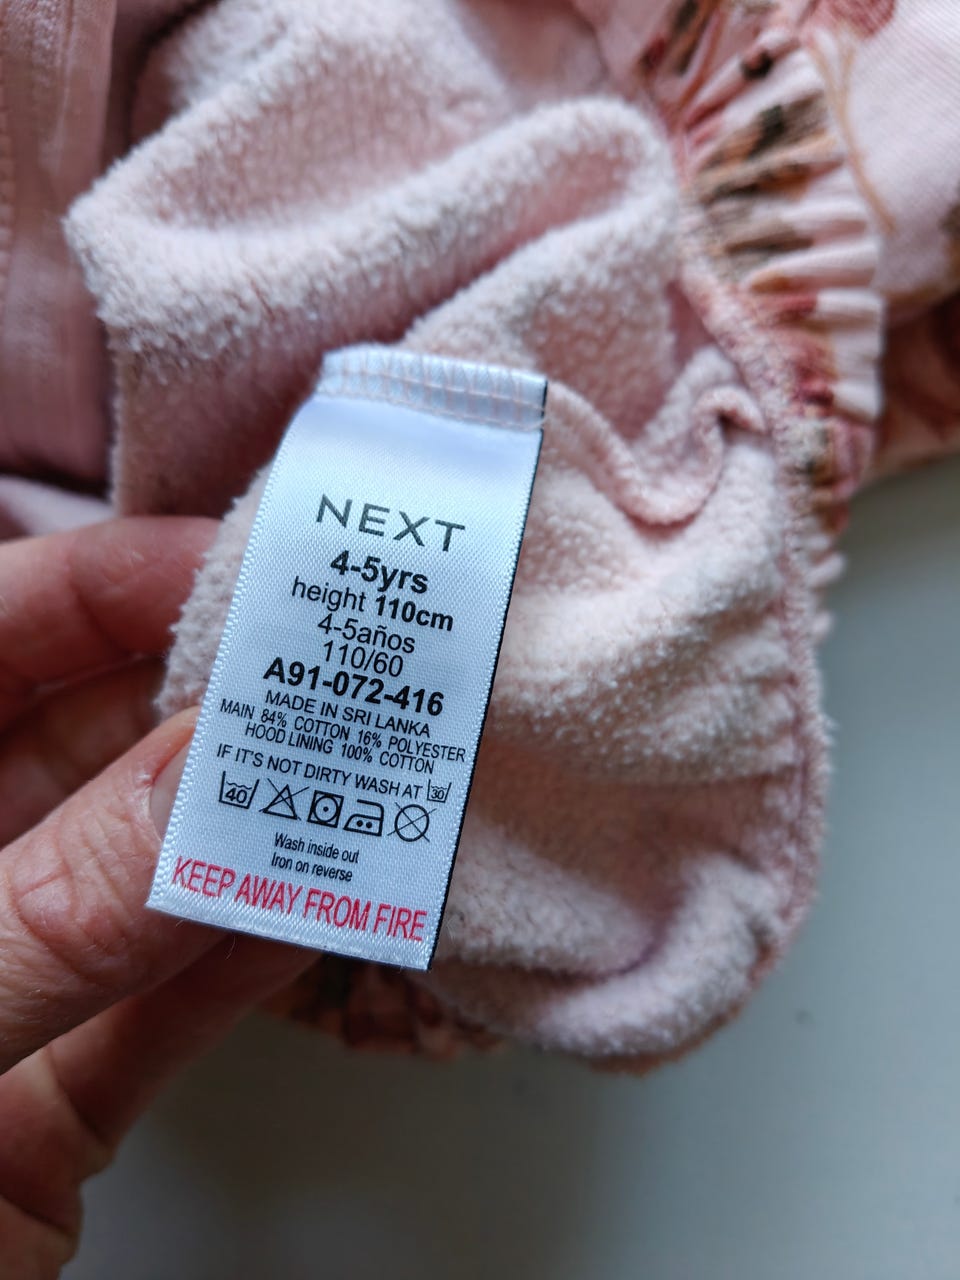 NEXT
4-5yrs
height 110cm
4-5años
110/60
A91-072-416
MADE IN SRI LANKA
MAIN 84% COTTON 16% POLYESTER
HOOD LINING 100% COTTON
IF IT'S NOT DIRTY WASH AT 30
40
Wash inside out
Iron on reverse
KEEP AWAY FROM FIRE